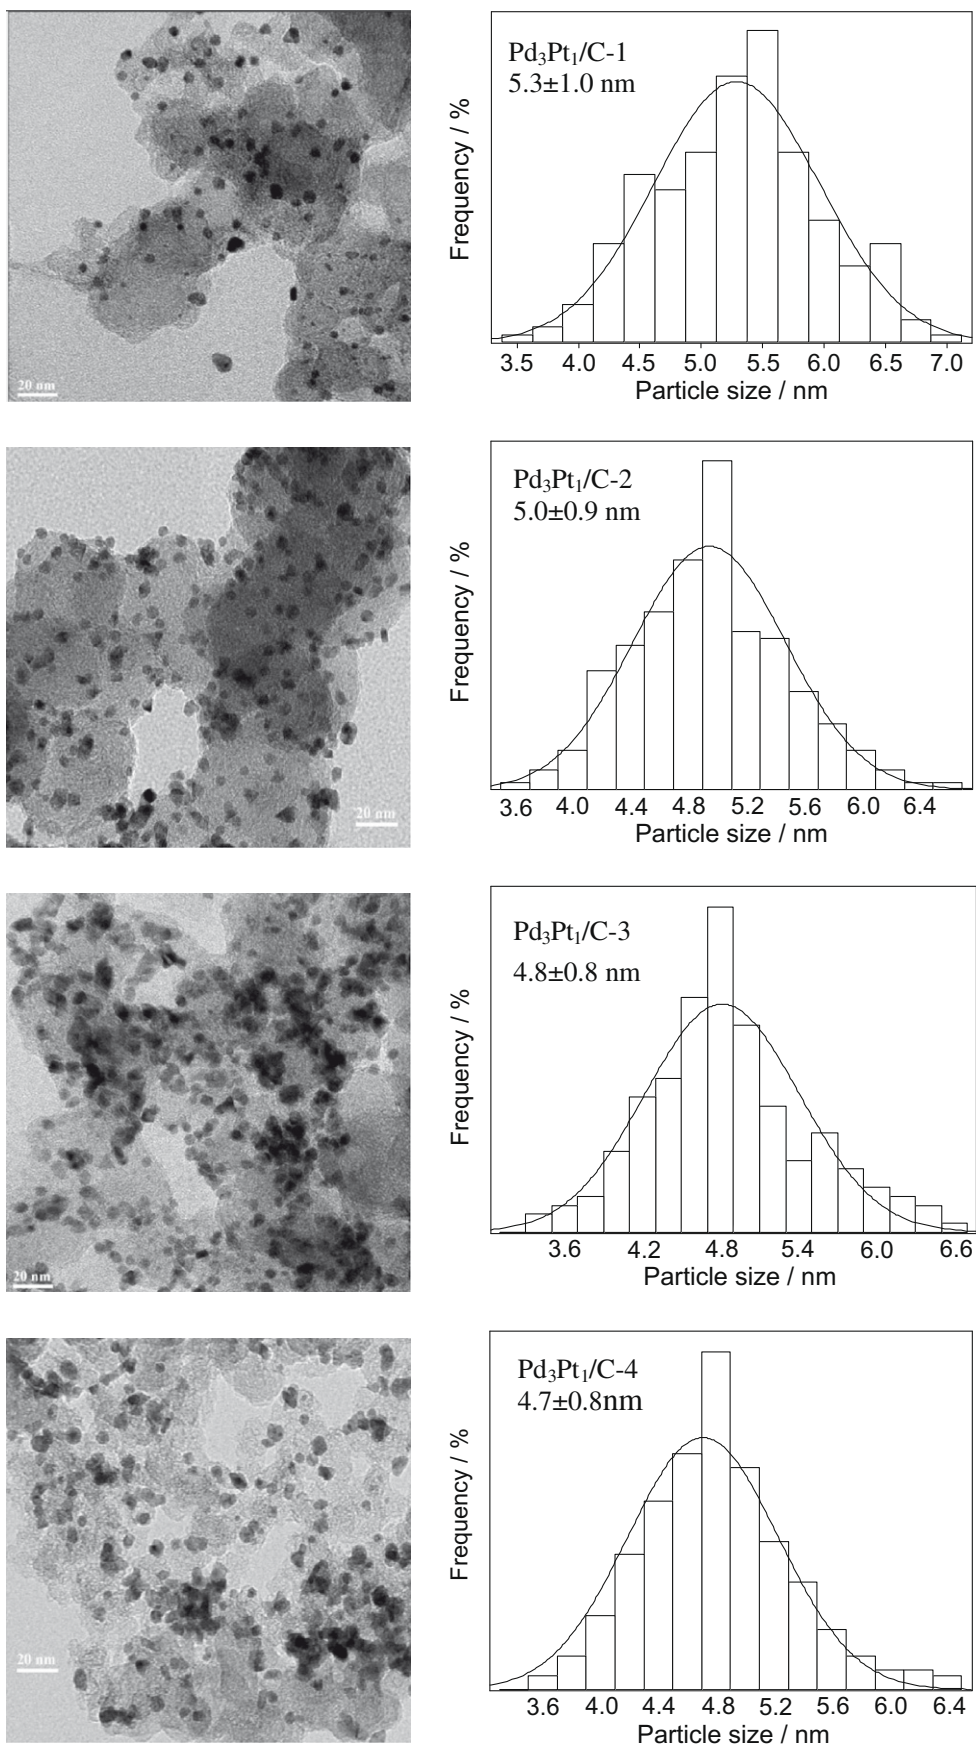 20 nm
Pd₃Pt₁/C-1
5.3±1.0 nm
Frequency / %
3.5 4.0 4.5 5.0 5.5 6.0 6.5 7.0
Particle size / nm
20 nm
Pd₃Pt₁/C-2
5.0±0.9 nm
Frequency / %
3.6 4.0 4.4 4.8 5.2 5.6 6.0 6.4
Particle size / nm
20 nm
Pd₃Pt₁/C-3
4.8±0.8 nm
Frequency / %
3.6 4.2 4.8 5.4 6.0 6.6
Particle size / nm
20 nm
Pd₃Pt₁/C-4
4.7±0.8nm
Frequency / %
3.6 4.0 4.4 4.8 5.2 5.6 6.0 6.4
Particle size / nm